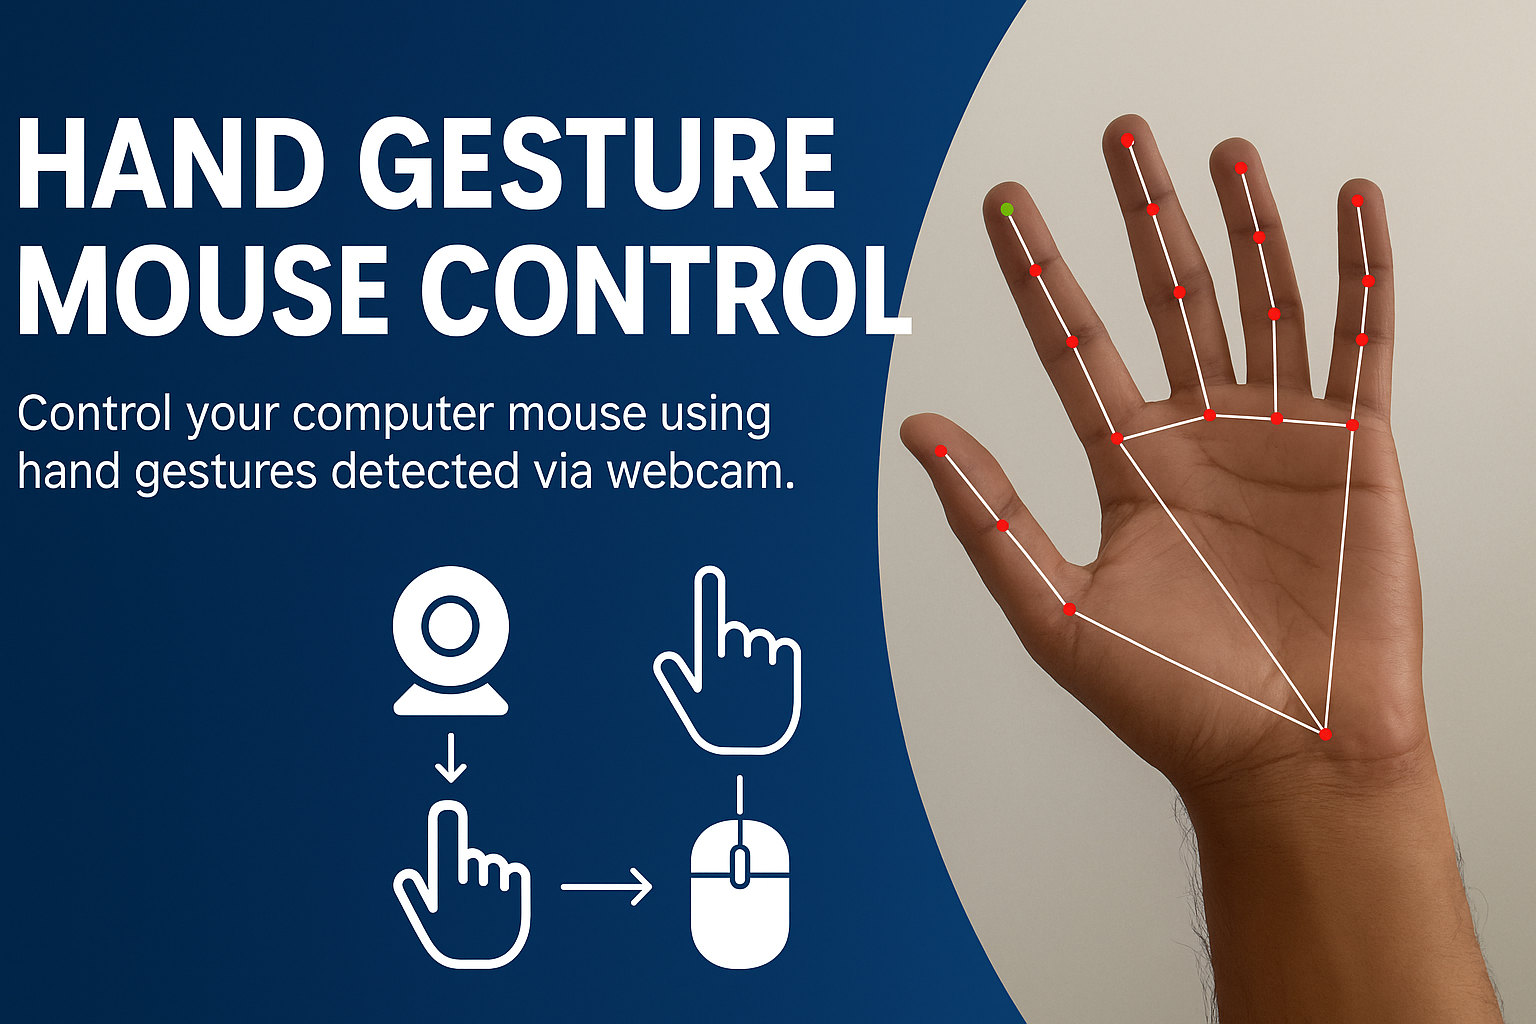 HAND GESTURE
MOUSE CONTROL
Control your computer mouse using
hand gestures detected via webcam.